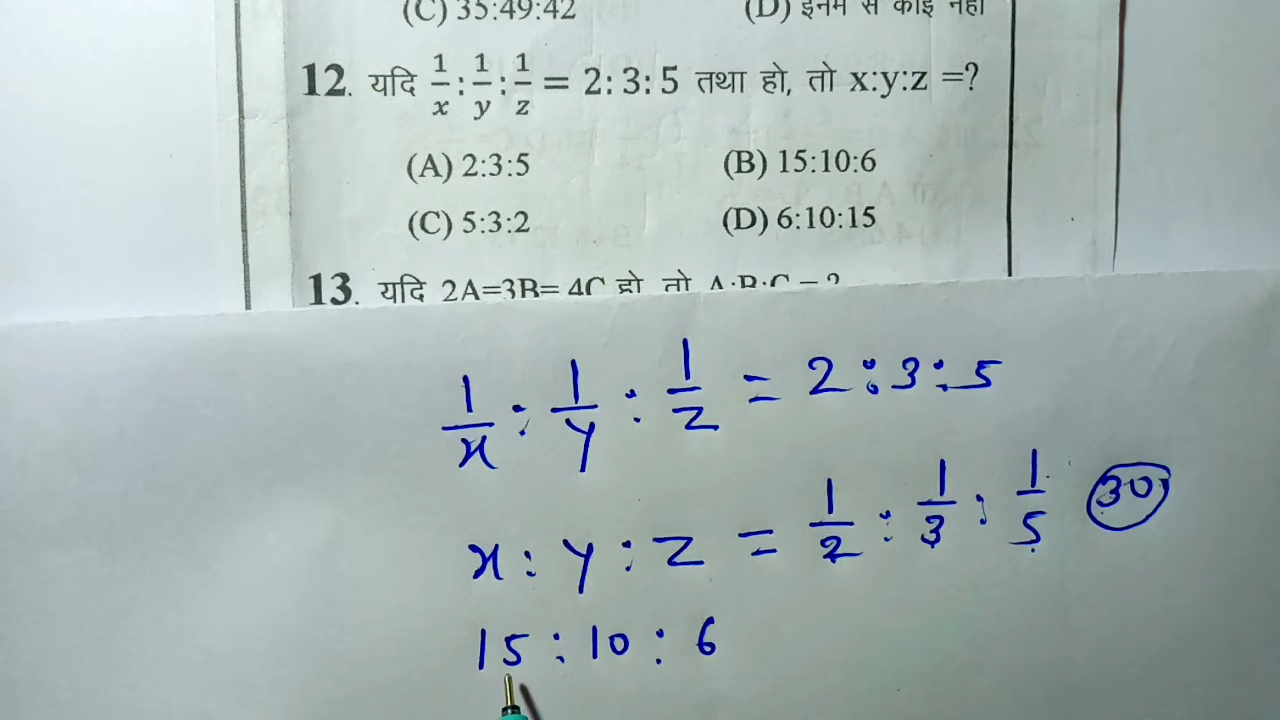 (C) 35:49:42 (D) इनमें से कोई नहीं
12. यदि 1/x : 1/y : 1/z = 2: 3: 5 तथा हो, तो x:y:z =?
(A) 2:3:5 (B) 15:10:6
(C) 5:3:2 (D) 6:10:15
13. यदि 2A=3B= 4C हो तो A:B:C = ?
1/x : 1/y : 1/z = 2 : 3 : 5
x : y : z = 1/2 : 1/3 : 1/5 30
15 : 10 : 6